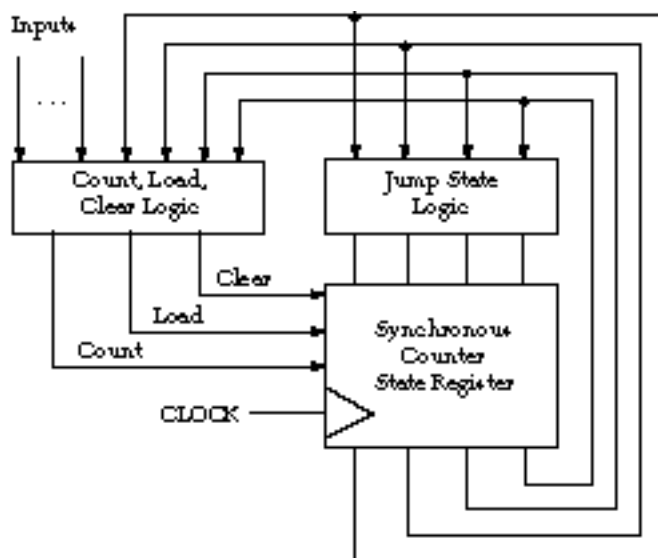 Inputs
. . .
Count, Load,
Clear Logic
Jump State
Logic
Clear
Load
Count
Synchronous
Counter
State Register
CLOCK